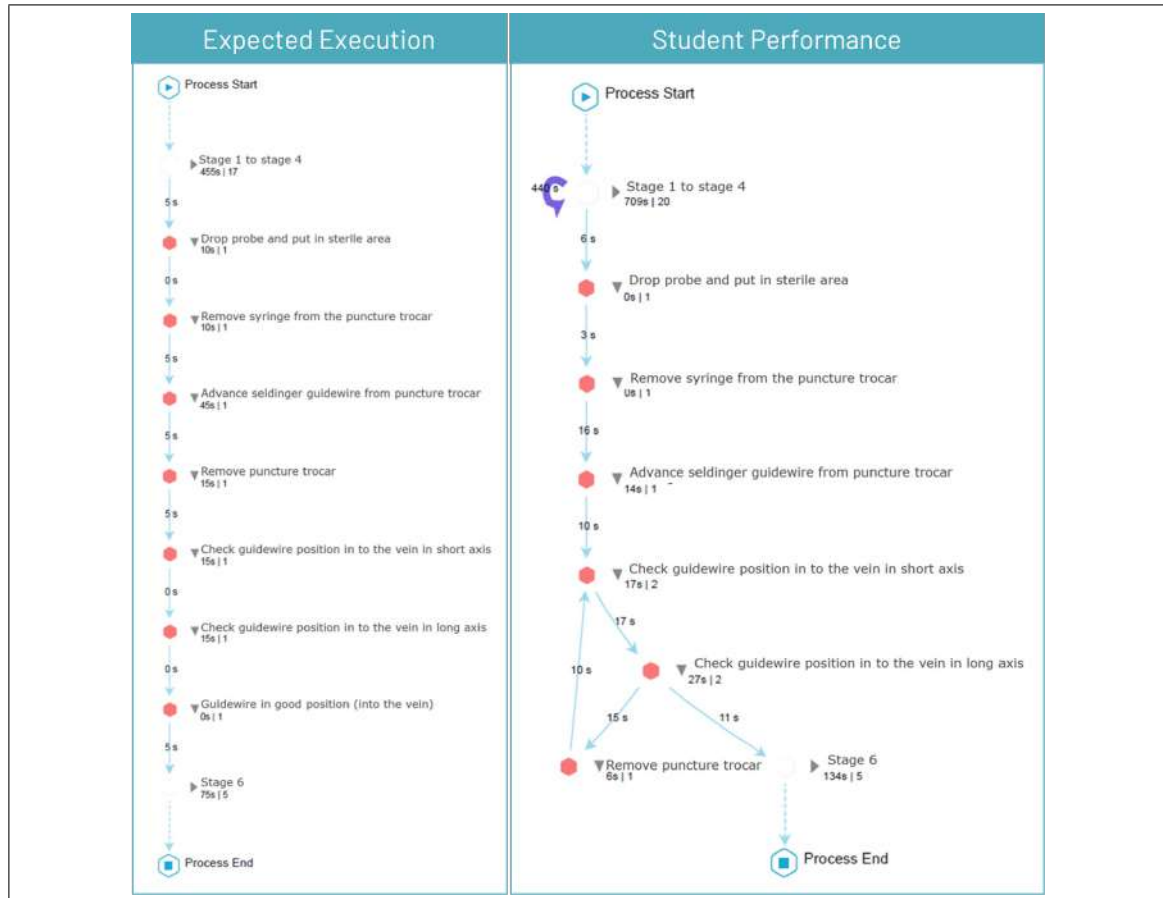 Expected Execution
Process Start
Stage 1 to stage 4
455s | 17
5 s
Drop probe and put in sterile area
10s | 1
0 s
Remove syringe from the puncture trocar
10s | 1
5 s
Advance seldinger guidewire from puncture trocar
45s | 1
5 s
Remove puncture trocar
15s | 1
5 s
Check guidewire position in to the vein in short axis
15s | 1
0 s
Check guidewire position in to the vein in long axis
15s | 1
0 s
Guidewire in good position (into the vein)
0s | 1
5 s
Stage 6
75s | 5
Process End
Student Performance
Process Start
440 s
Stage 1 to stage 4
709s | 20
6 s
Drop probe and put in sterile area
0s | 1
3 s
Remove syringe from the puncture trocar
0s | 1
16 s
Advance seldinger guidewire from puncture trocar
14s | 1
10 s
Check guidewire position in to the vein in short axis
17s | 2
17 s
Check guidewire position in to the vein in long axis
27s | 2
10 s
15 s
11 s
Remove puncture trocar
6s | 1
Stage 6
134s | 5
Process End